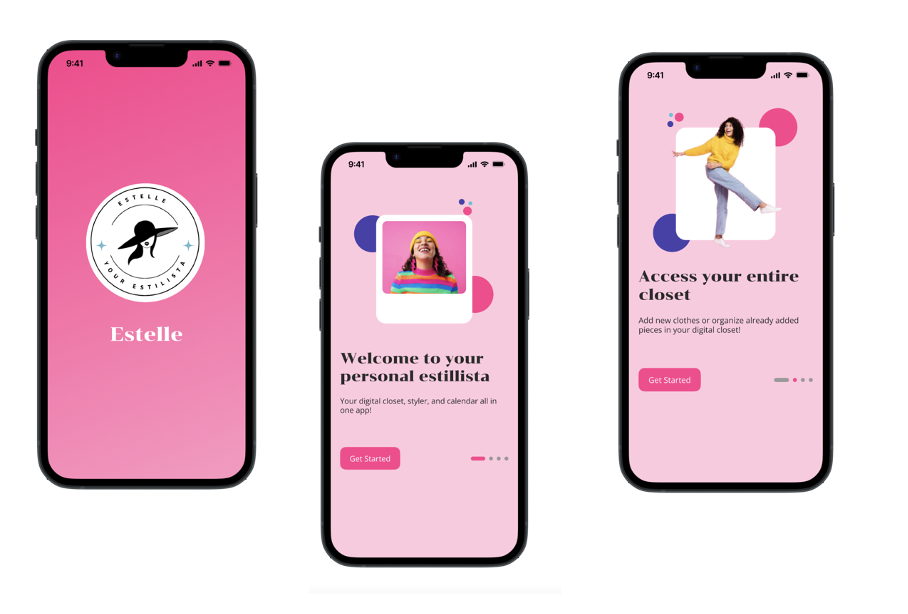 9:41
ESTELLE
YOUR ESTILISTA
Estelle
9:41
Welcome to your
personal estillista
Your digital closet, styler, and calendar all in
one app!
Get Started
9:41
Access your entire
closet
Add new clothes or organize already added
pieces in your digital closet!
Get Started